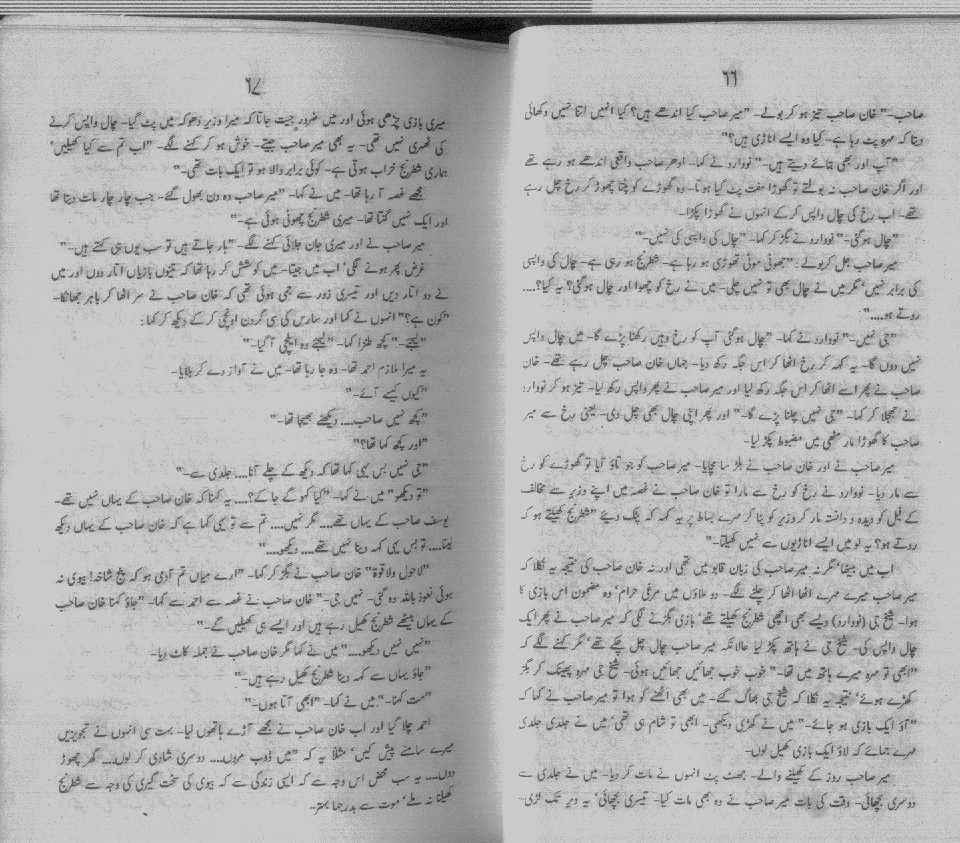 ۶۶
صاحب۔“ خان صاحب تیز ہو کر بولے۔ ”میر صاحب کیا اندھے ہیں؟ کیا انہیں اتنا نہیں دکھائی
دیتا کہ مہرہ پٹ رہا ہے۔ کیا وہ ایسے اناڑی ہیں؟“
”آپ اور بھی بتائے دیتے ہیں۔“ نووارد نے کہا۔ ادھر صاحب واقعی اندھے ہو رہے تھے
اور اگر خان صاحب نہ بولتے تو گھوڑا مفت پٹ گیا ہوتا۔ وہ گھوڑے کو پٹتا چھوڑ کر رخ چل رہے
تھے۔ اب رخ کی چال واپس کر کے انہوں نے گھوڑا پکڑا۔
”چال ہو گئی۔“ نووارد نے بگڑ کر کہا۔ ”چال کی واپسی کی نہیں۔“
میر صاحب جل کر بولے: ”جھوٹی موٹی تھوڑی ہو رہا ہے۔ شطرنج ہو رہی ہے۔ چال کی واپسی
کی برابر نہیں‘ مگر میں نے چال بھی تو نہیں چلی۔ میں نے رخ کو چھوا اور چال ہو گئی؟ یہ کیا؟....
روتے ہو....“
”جی نہیں۔“ نووارد نے کہا۔ ”چال ہو گئی آپ کو رخ وہیں رکھنا پڑے گا۔ میں چال واپس
نہیں دوں گا۔ یہ کہہ کر رخ اٹھا کر اس جگہ رکھ دیا۔ جہاں خان صاحب چل رہے تھے۔ خان
صاحب نے پھر اسے اٹھا کر اس جگہ رکھ لیا اور میر صاحب نے پھر واپس رکھ لیا۔ تیز ہو کر نووارد
نے جھنجلا کر کہا۔ ”جی نہیں چلنا پڑے گا۔“ اور پھر اپنی چال بھی چل دی۔ یعنی رخ سے میر
صاحب کا گھوڑا مار مٹھی میں مضبوط پکڑ لیا۔
میر صاحب نے اور خان صاحب نے ہلڑ سا مچایا۔ میر صاحب کو جو تاؤ آیا تو گھوڑے کو رخ
سے مار دیا۔ نووارد نے رخ کو رخ سے مارا تو خان صاحب نے غصہ میں اپنے وزیر سے مخالف
کے فیل کو دیدہ و دانستہ مار کر وزیر کو پٹا کر مہرے بساط پر یہ کہہ کہ پٹک دیئے ”شطرنج کھیلتے ہو کہ
روتے ہو؟ یہ لو میں ایسے اناڑیوں سے نہیں کھیلتا۔“
اب میں بیٹھا‘ مگر نہ میر صاحب کی زبان قابو میں تھی اور نہ خان صاحب کی نتیجہ یہ نکلا کہ
میر صاحب میرے مہرے اٹھا اٹھا کر چلنے لگے۔ دو ملاؤں میں مرغی حرام‘ وہ مضمون اس بازی کا
ہوا۔ شیخ جی (نووارد) ویسے بھی اچھی شطرنج کھیلتے تھے‘ بازی بگڑنے لگی کہ میر صاحب نے پھر ایک
چال واپس کی۔ شیخ جی نے ہاتھ پکڑ لیا حالانکہ میر صاحب چال چل چکے تھے‘ مگر کہنے لگے کہ
”ابھی تو مہرہ میرے ہاتھ میں تھا۔“ خوب خوب بھائیں بھائیں ہوئی۔ شیخ جی مہرہ پھینک کر بگڑ
کھڑے ہوئے‘ نتیجہ یہ نکلا کہ شیخ جی بھاگ گئے۔ میں بھی اٹھنے کو ہوا تو میر صاحب نے کہا کہ
”آؤ ایک بازی ہو جائے۔“ میں نے گھڑی دیکھی۔ ابھی تو شام ہی تھی‘ میں نے جلدی جلدی
مہرے جمائے کہ لاؤ ایک بازی کھیل لوں۔
میر صاحب روز کے کھیلنے والے۔ جھٹ پٹ انہوں نے مات کر دیا۔ میں نے جلدی سے
دوسری بچھائی۔ وقت کی بات میر صاحب نے وہ بھی مات کیا۔ تیسری بچھائی‘ یہ دیر تک لڑی۔
۶۷
میری بازی چڑھی ہوئی اور میں ضرور جیت جاتا کہ میرا وزیر دھوکہ میں پٹ گیا۔ چال واپس کرنے
کی ٹھہری نہیں تھی۔ یہ بھی میر صاحب جیتے۔ خوش ہو کر کہنے لگے۔ ”اب تم سے کیا کھیلیں‘
ہماری شطرنج خراب ہوتی ہے۔ کوئی برابر والا ہو تو ایک بات تھی۔“
مجھے غصہ آ رہا تھا۔ میں نے کہا۔ ”میر صاحب وہ دن بھول گئے۔ جب چار چار مات دیتا تھا
اور ایک نہیں گنتا تھا۔ میری شطرنج چھوٹی ہوئی ہے۔“
میر صاحب نے اور میری جان جلائی کہنے لگے۔ ”ہار جاتے ہیں تو سب یوں ہی کہتے ہیں۔“
غرض پھر ہونے لگی‘ اب میں جیتا۔ میں کوشش کر رہا تھا کہ تینوں بازیاں اتار دوں اور میں
نے دو اتار دیں اور تیسری زور سے جمی ہوئی تھی کہ خان صاحب نے سر اٹھا کر باہر جھانکا۔
”کون ہے؟“ انہوں نے کہا اور سارس کی سی گردن اونچی کر کے دیکھ کر کہا:
”لیجئے۔“ کچھ طنزاً کہا۔ ”لیجئے وہ ایلچی آ گیا۔“
یہ میرا ملازم احمد تھا۔ وہ جا رہا تھا۔ میں نے آواز دے کر بلایا۔
”کیوں کیسے آئے۔“
”کچھ نہیں صاحب.... دیکھنے بھیجا تھا۔“
”اور کچھ کہا تھا؟“
”جی نہیں بس یہی کہا تھا کہ دیکھ کے چلے آنا.... جلدی سے۔“
”تو دیکھو“ میں نے کہا۔ ”کیا کہو گے جا کے؟.... یہ کہنا کہ خان صاحب کے یہاں نہیں تھے۔
یوسف صاحب کے یہاں تھے.... مگر نہیں.... تم سے تو یہی کہا ہے کہ خان صاحب کے یہاں دیکھ
لینا.... تو بس یہی کہہ دینا نہیں تھے.... دیکھو....“
”لاحول ولا قوۃ“ خان صاحب نے بگڑ کر کہا۔ ”ارے میاں تم آدمی ہو کہ پنج شاخہ! بیوی نہ
ہوئی نعوذ باللہ وہ گئی۔ نہیں جی۔“ خان صاحب نے غصہ سے احمد سے کہا۔ ”جاؤ کہنا خان صاحب
کے یہاں بیٹھے شطرنج کھیل رہے ہیں اور ایسے ہی کھیلیں گے۔“
”نہیں نہیں دیکھو....“ میں نے کہا مگر خان صاحب نے جملہ کاٹ دیا۔
”جاؤ یہاں سے کہہ دینا شطرنج کھیل رہے ہیں۔“
”مت کہنا۔“ میں نے کہا۔ ”ابھی آتا ہوں۔“
احمد چلا گیا اور اب خان صاحب نے مجھے آڑے ہاتھوں لیا۔ بہت سی انہوں نے تجویزیں
میرے سامنے پیش کیں‘ مثلاً یہ کہ ”میں ڈوب مروں.... دوسری شادی کر لوں.... گھر چھوڑ
دوں.... یہ سب محض اس وجہ سے کہ ایسی زندگی سے کہ بیوی کی سخت گیری کی وجہ سے شطرنج
کھیلنا نہ ملے‘ موت سے بدرجہا بہتر۔